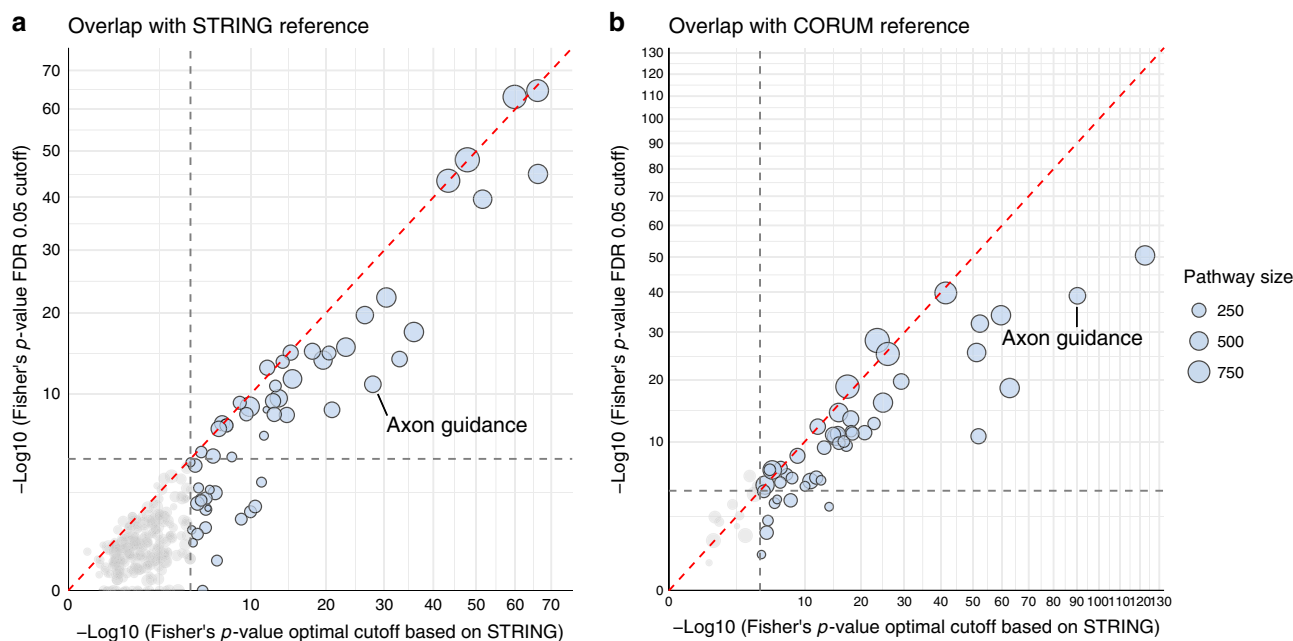 a
Overlap with STRING reference
–Log10 (Fisher's p-value FDR 0.05 cutoff)
70
60
50
40
30
20
10
0
Axon guidance
0 10 20 30 40 50 60 70
–Log10 (Fisher's p-value optimal cutoff based on STRING)
b
Overlap with CORUM reference
–Log10 (Fisher's p-value FDR 0.05 cutoff)
130
120
110
100
90
80
70
60
50
40
30
20
10
0
Axon guidance
0 10 20 30 40 50 60 70 80 90 100 110 120 130
–Log10 (Fisher's p-value optimal cutoff based on STRING)
Pathway size
250
500
750